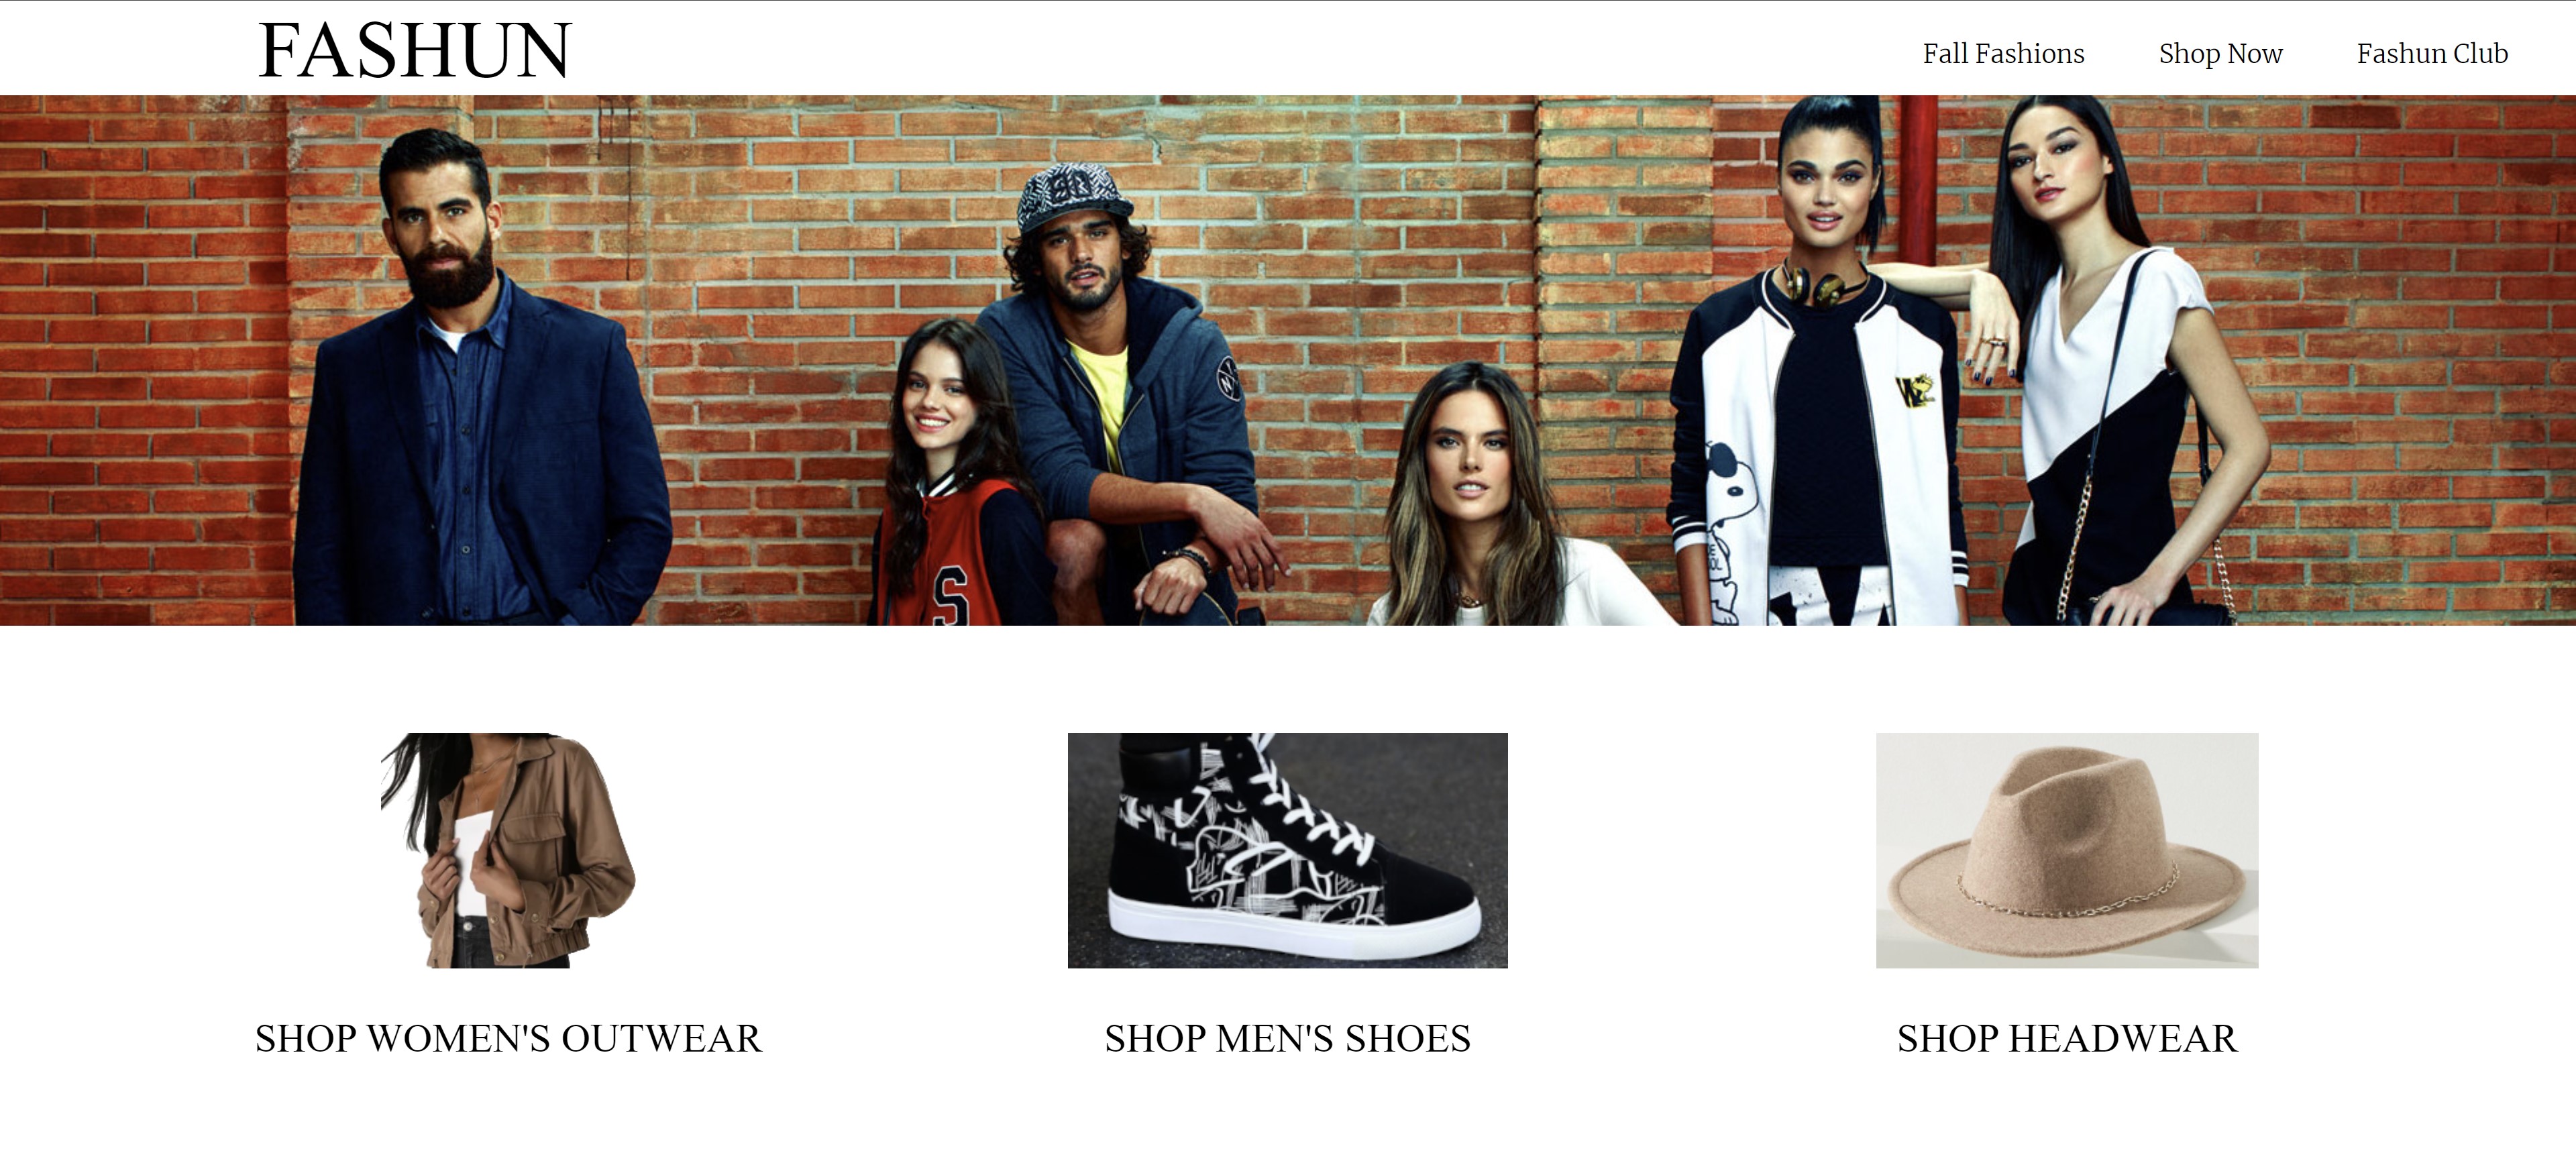 FASHUN
Fall Fashions Shop Now Fashun Club
S
SHOP WOMEN'S OUTWEAR
SHOP MEN'S SHOES
SHOP HEADWEAR